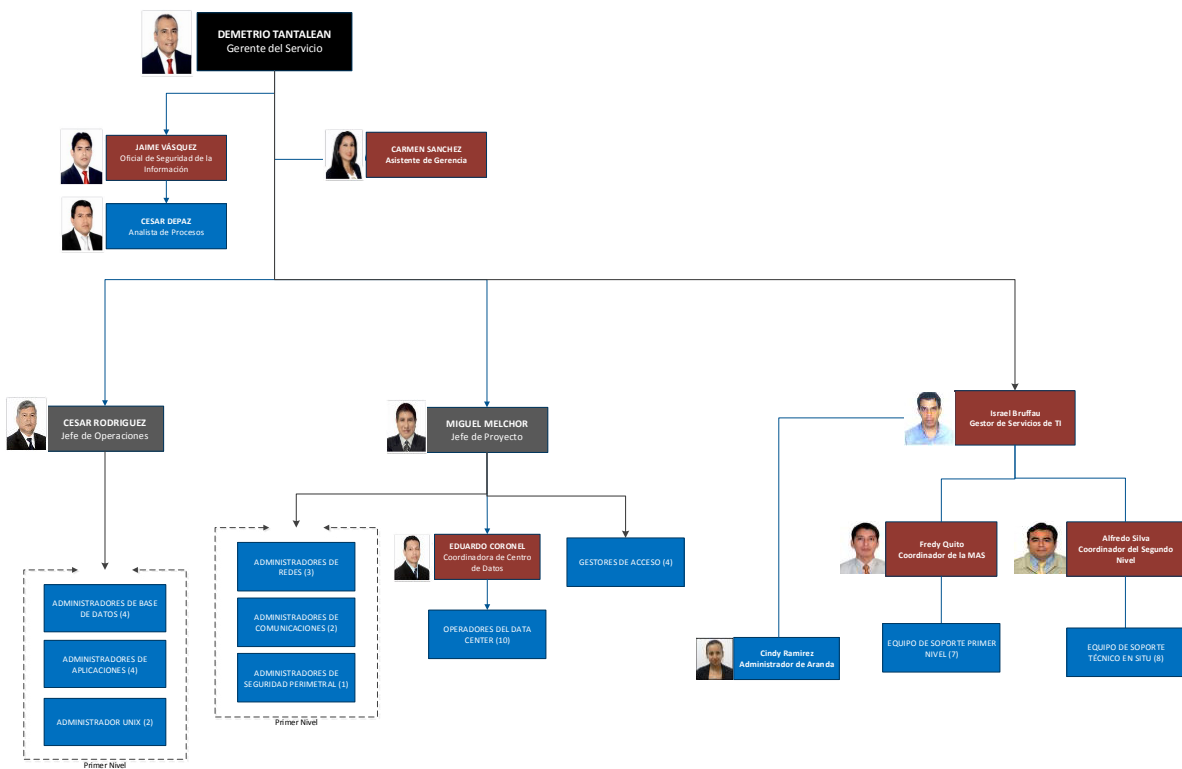 DEMETRIO TANTALEAN
Gerente del Servicio
JAIME VÁSQUEZ
Oficial de Seguridad de la
Información
CARMEN SANCHEZ
Asistente de Gerencia
CESAR DEPAZ
Analista de Procesos
CESAR RODRIGUEZ
Jefe de Operaciones
MIGUEL MELCHOR
Jefe de Proyecto
Israel Bruffau
Gestor de Servicios de TI
ADMINISTRADORES DE BASE
DE DATOS (4)
ADMINISTRADORES DE
APLICACIONES (4)
ADMINISTRADOR UNIX (2)
Primer Nivel
ADMINISTRADORES DE
REDES (3)
ADMINISTRADORES DE
COMUNICACIONES (2)
ADMINISTRADORES DE
SEGURIDAD PERIMETRAL (1)
Primer Nivel
EDUARDO CORONEL
Coordinadora de Centro
de Datos
OPERADORES DEL DATA
CENTER (10)
GESTORES DE ACCESO (4)
Fredy Quito
Coordinador de la MAS
Alfredo Silva
Coordinador del Segundo
Nivel
Cindy Ramirez
Administrador de Aranda
EQUIPO DE SOPORTE PRIMER
NIVEL (7)
EQUIPO DE SOPORTE
TÉCNICO EN SITU (8)